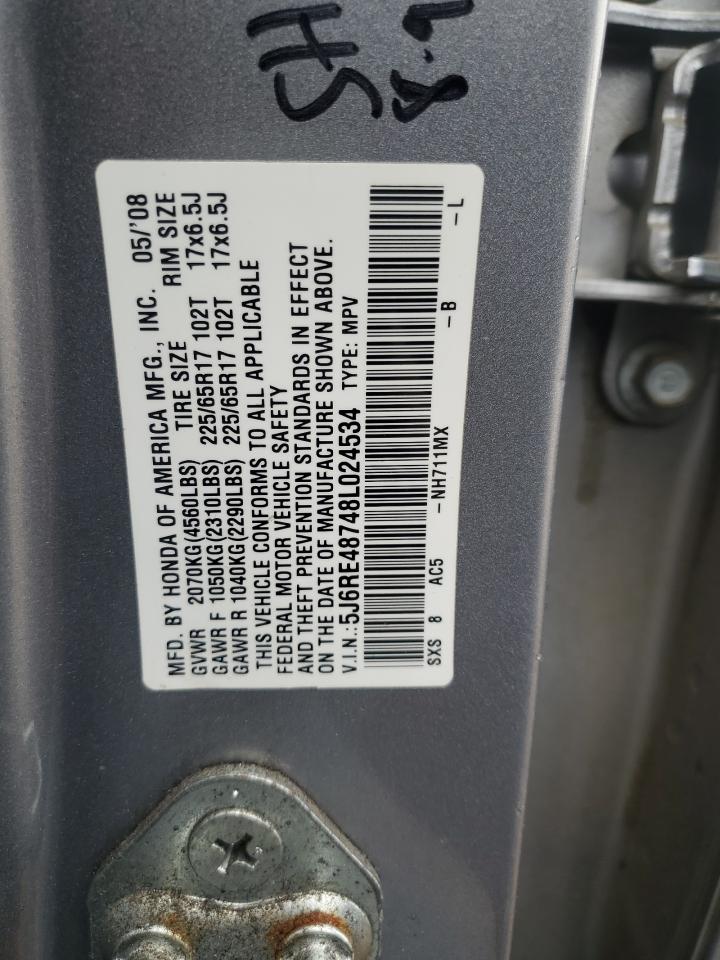 SH
8-9
MFD. BY HONDA OF AMERICA MFG., INC. 05/'08
GVWR 2070KG(4560LBS) TIRE SIZE RIM SIZE
GAWR F 1050KG(2310LBS) 225/65R17 102T 17x6.5J
GAWR R 1040KG(2290LBS) 225/65R17 102T 17x6.5J
THIS VEHICLE CONFORMS TO ALL APPLICABLE
FEDERAL MOTOR VEHICLE SAFETY
AND THEFT PREVENTION STANDARDS IN EFFECT
ON THE DATE OF MANUFACTURE SHOWN ABOVE.
V.I.N.:5J6RE48748L024534 TYPE: MPV
SXS 8 AC5 -NH711MX -B -L